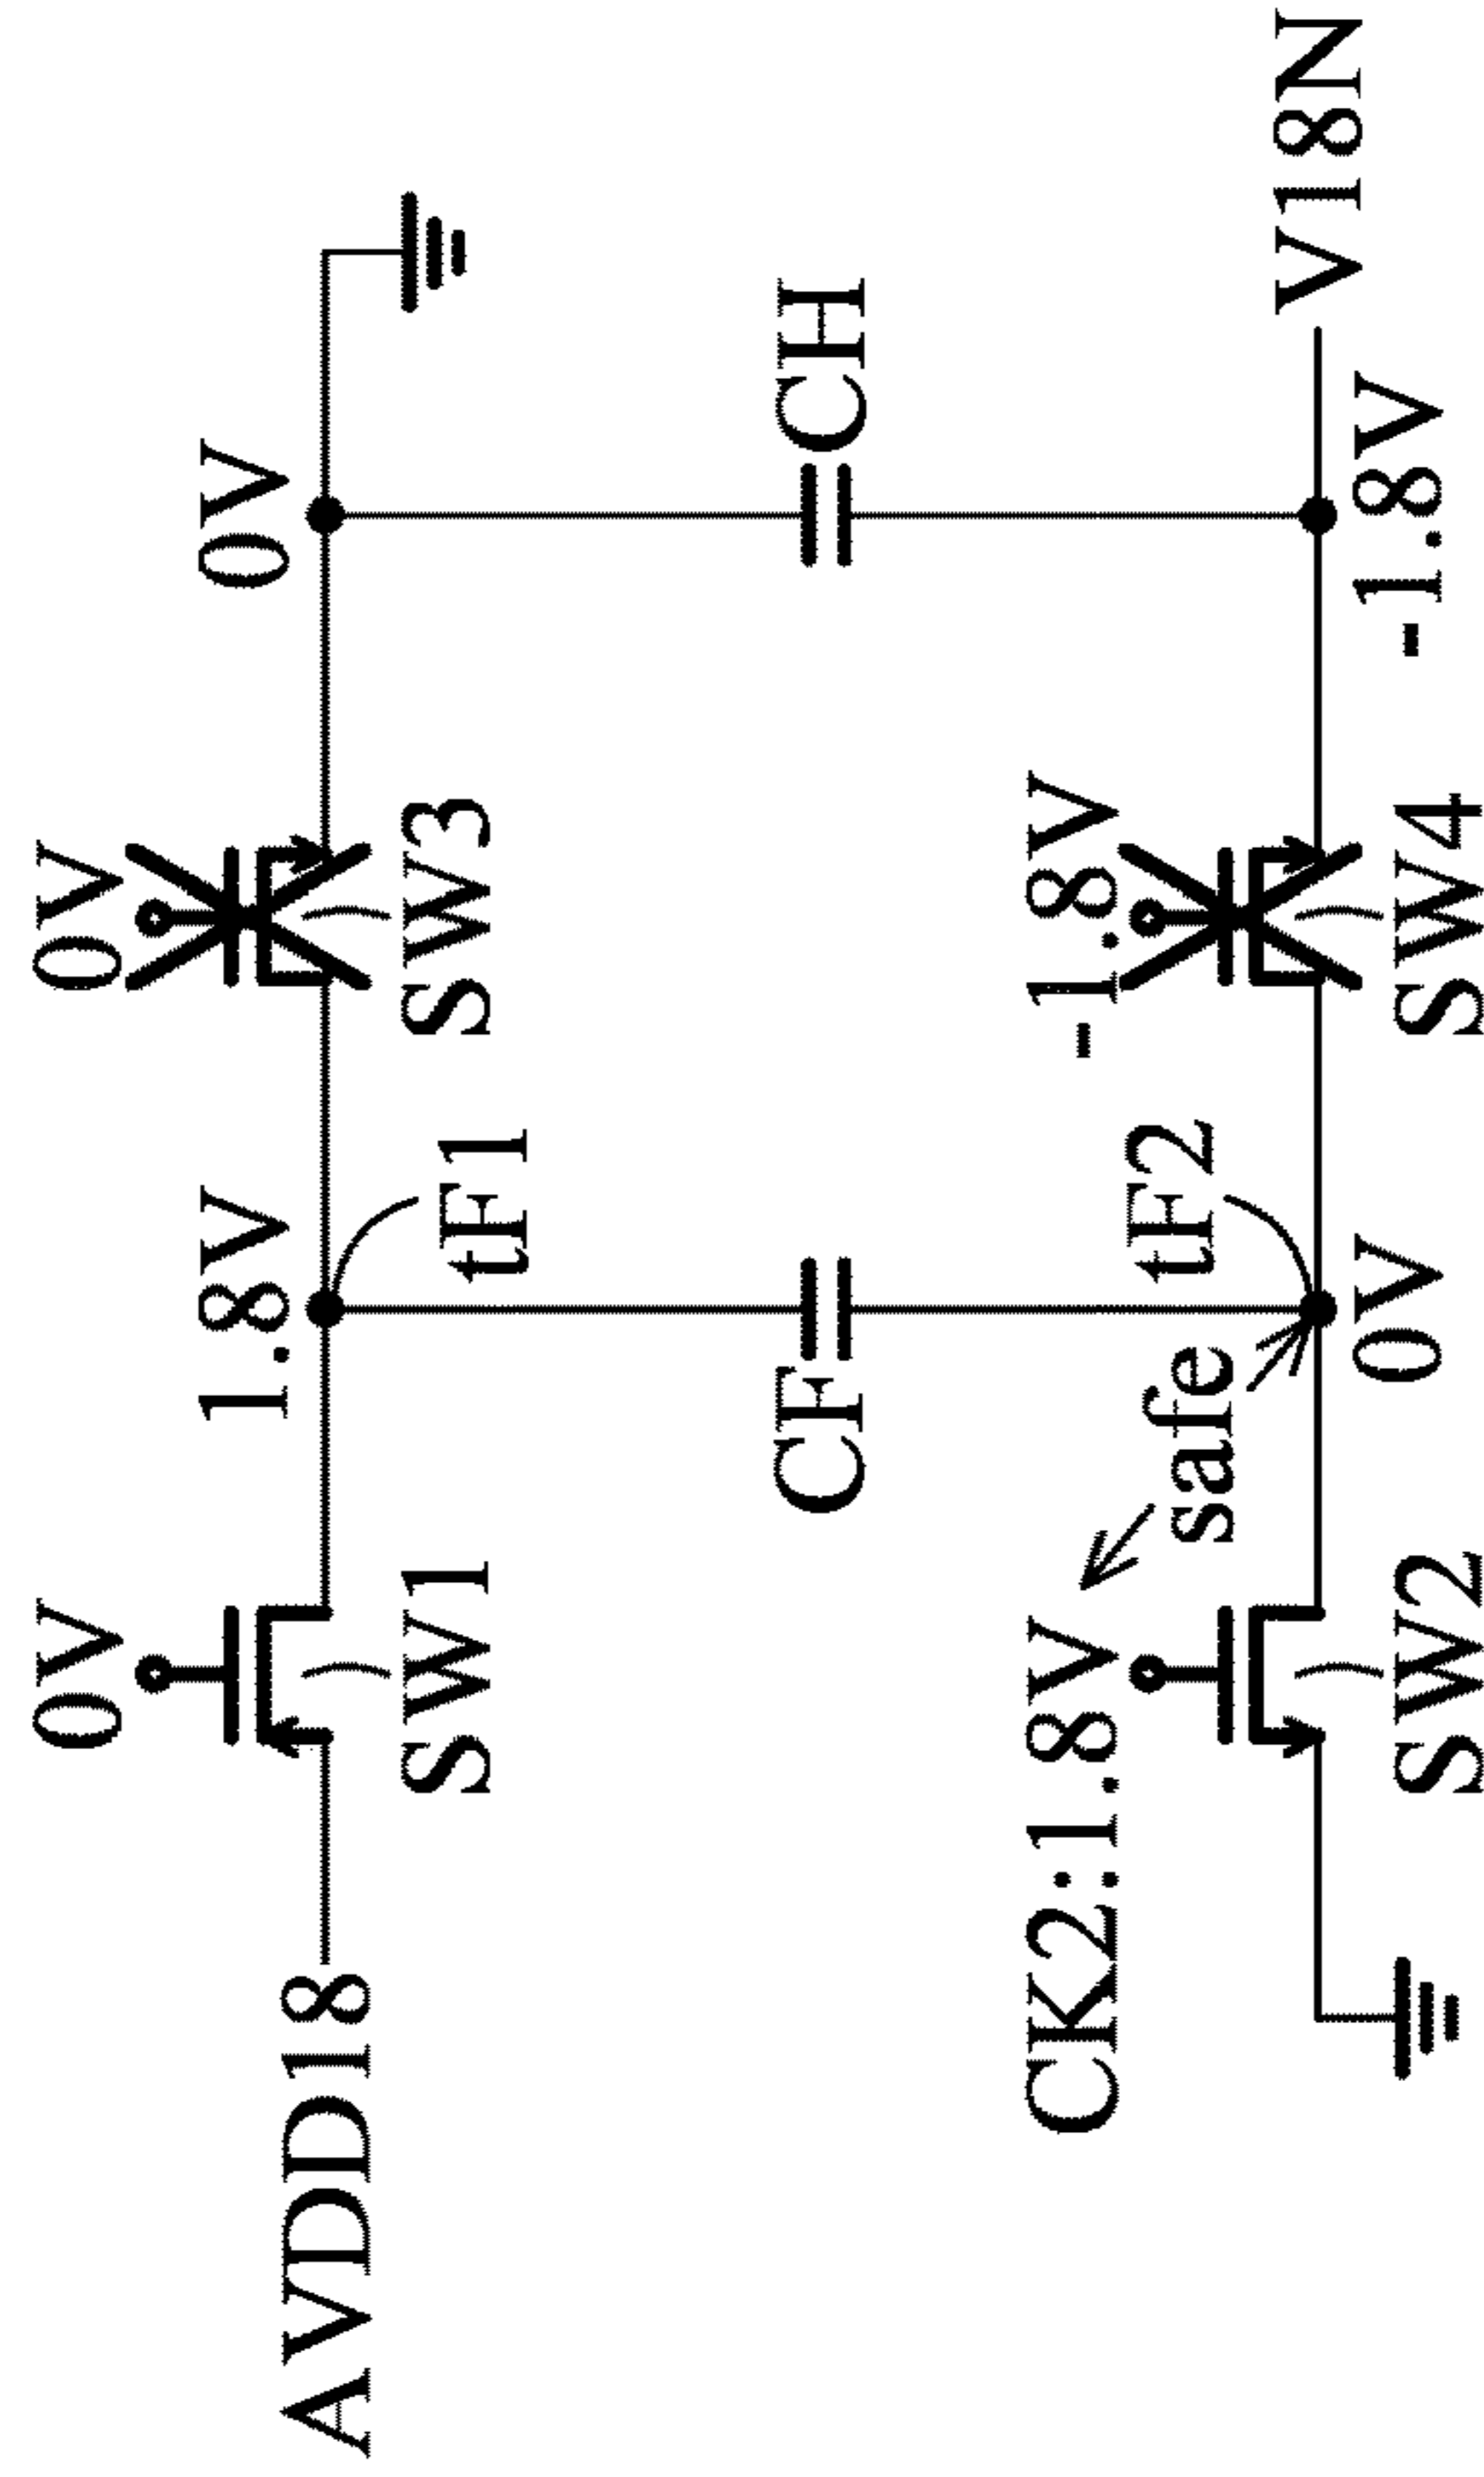 0V
0V
1.8V
0V
AVDD18
SW1
tF1
SW3
CF
CH
CK2:1.8V
safe
tF2
-1.8V
V18N
SW2
0V
SW4
-1.8V